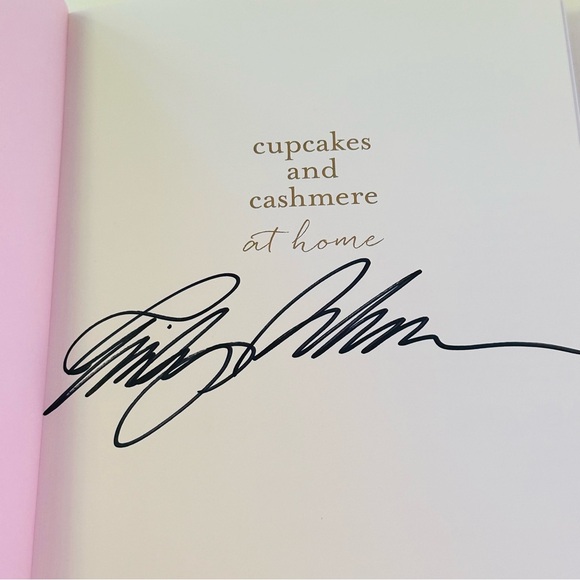 cupcakes
and
cashmere
at home